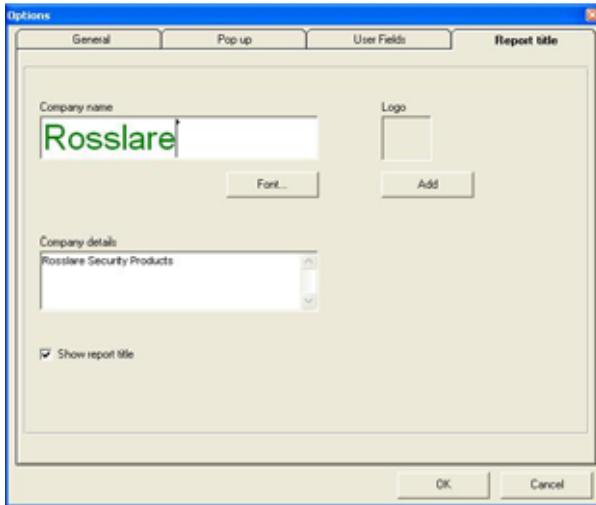 Options
General Pop up User Fields Report title
Company name Logo
Rosslare
Font... Add
Company details
Rosslare Security Products
Show report title
OK Cancel